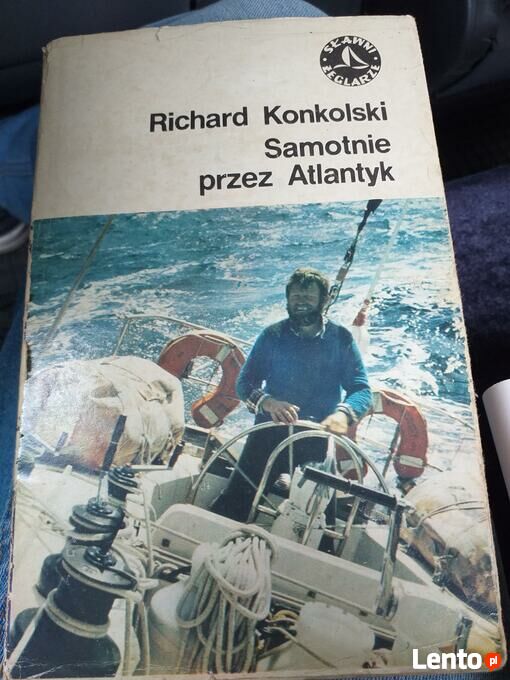 SŁAWNI
ŻEGLARZE
Richard Konkolski
Samotnie
przez Atlantyk
Lento pl